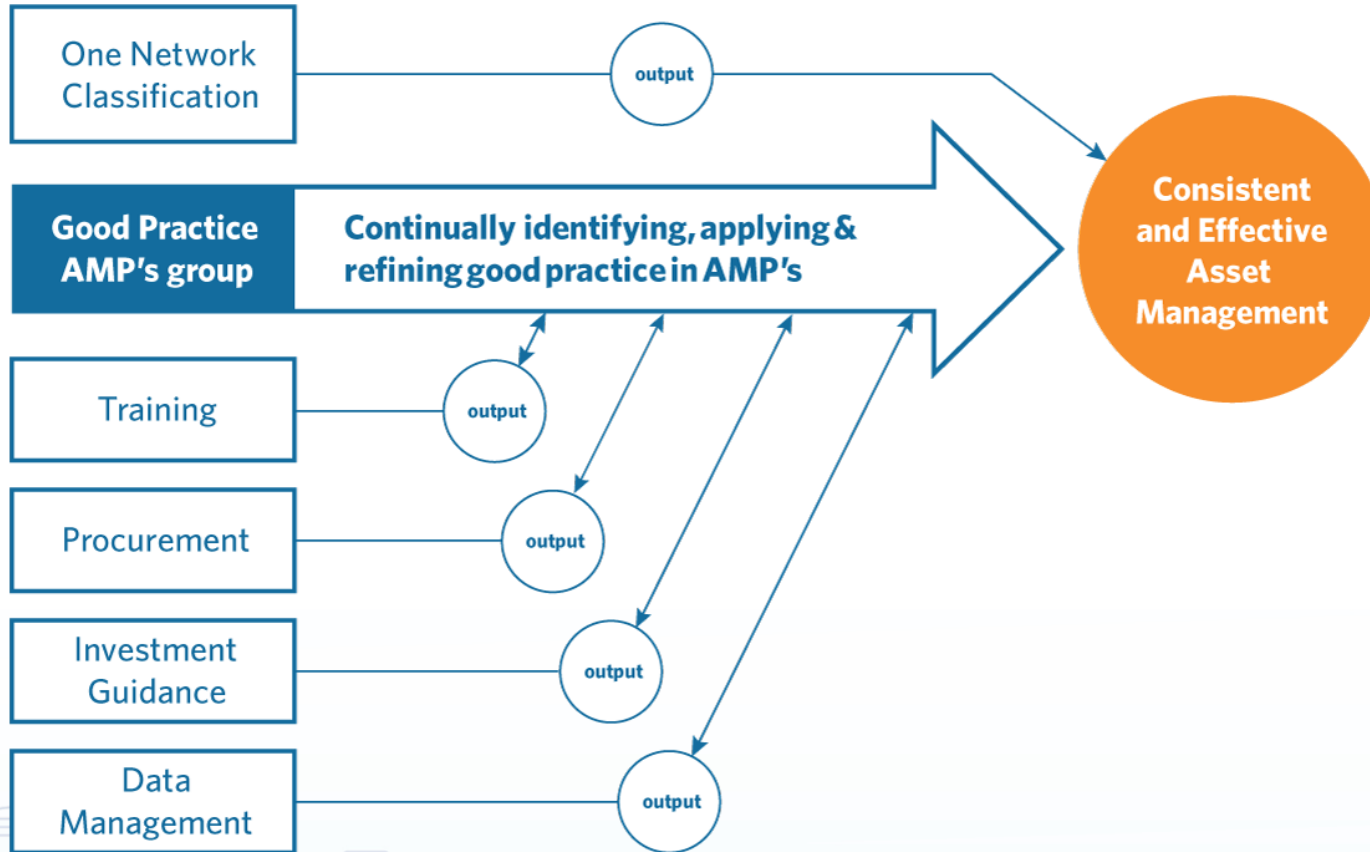 One Network
Classification
output
Good Practice
AMP's group
Continually identifying, applying &
refining good practice in AMP's
Consistent
and Effective
Asset
Management
Training
output
Procurement
output
Investment
Guidance
output
Data
Management
output